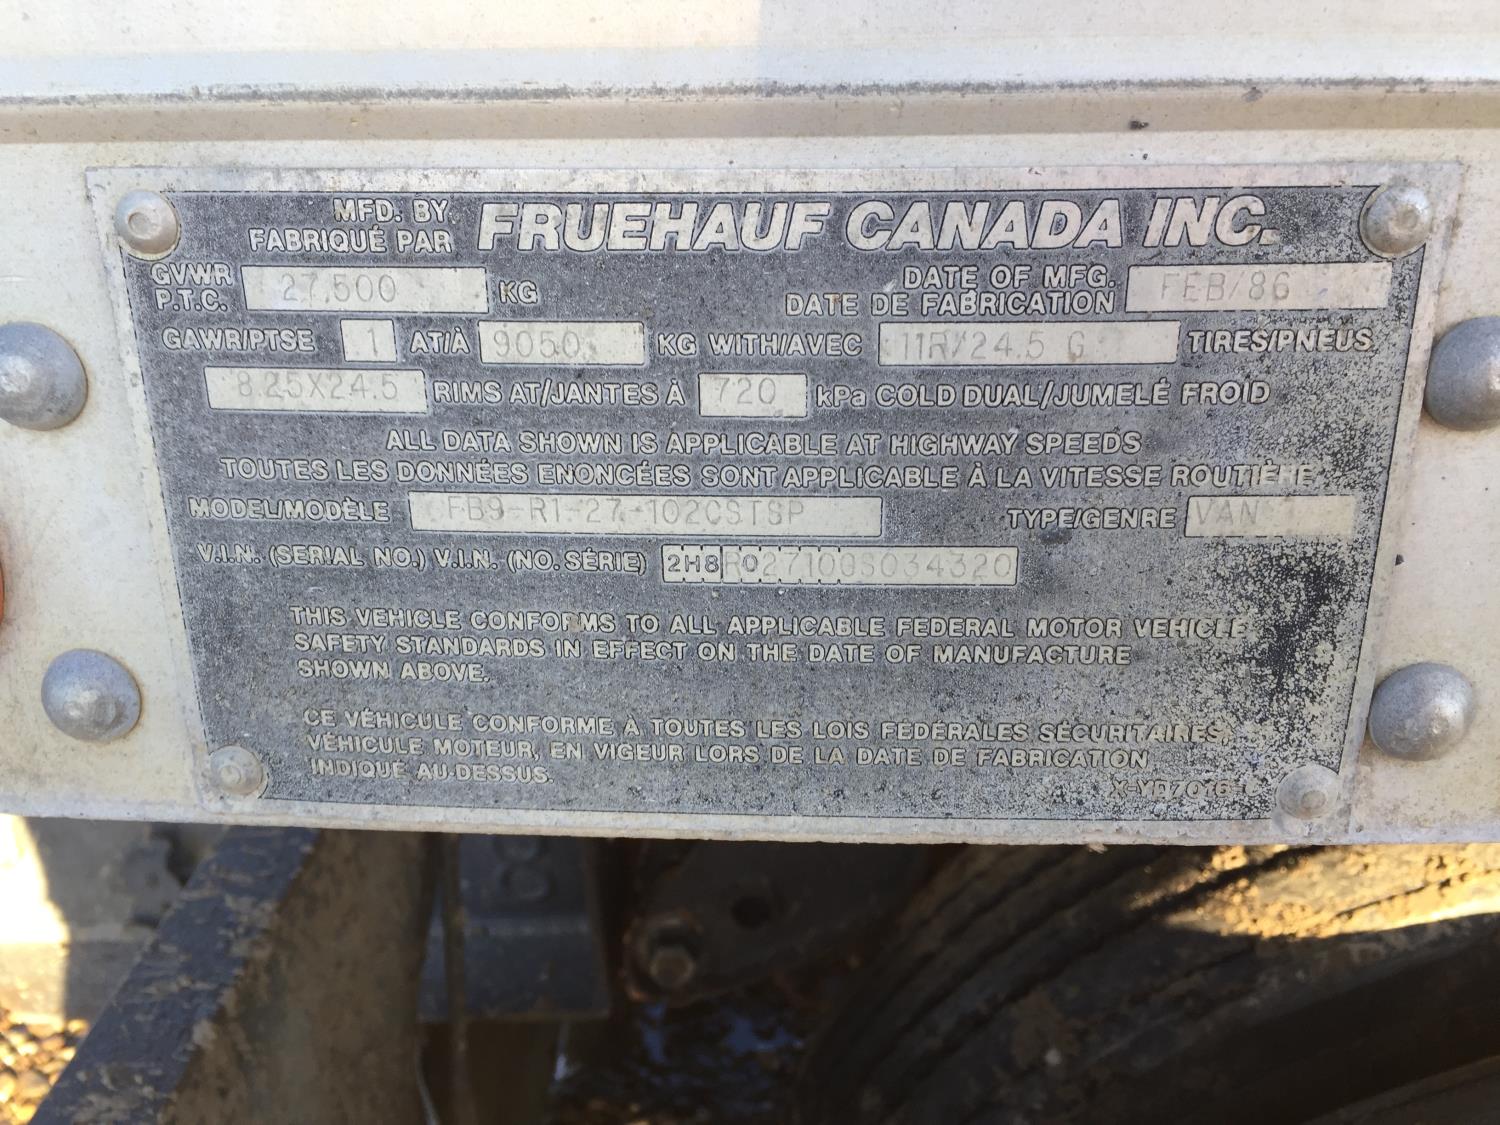 MFD. BY
FABRIQUÉ PAR FRUEHAUF CANADA INC.
GVWR
P.T.C. 27,500 KG
DATE OF MFG.
DATE DE FABRICATION FEB/86
GAWR/PTSE 1 AT/À 9050 KG WITH/AVEC 11R/24.5 G TIRES/PNEUS
8.25X24.5 RIMS AT/JANTES À 720 kPa COLD DUAL/JUMELÉ FROID
ALL DATA SHOWN IS APPLICABLE AT HIGHWAY SPEEDS
TOUTES LES DONNÉES ENONCÉES SONT APPLICABLE À LA VITESSE ROUTIÈRE
MODEL/MODÈLE FB9-R1-27-102CSTSP TYPE/GENRE VAN
V.I.N. (SERIAL NO.) V.I.N. (NO. SÉRIE) 2H8R027100S034320
THIS VEHICLE CONFORMS TO ALL APPLICABLE FEDERAL MOTOR VEHICLE
SAFETY STANDARDS IN EFFECT ON THE DATE OF MANUFACTURE
SHOWN ABOVE.
CE VÉHICULE CONFORME À TOUTES LES LOIS FÉDÉRALES SÉCURITAIRES,
VÉHICULE MOTEUR, EN VIGEUR LORS DE LA DATE DE FABRICATION
INDIQUÉ AU-DESSUS.